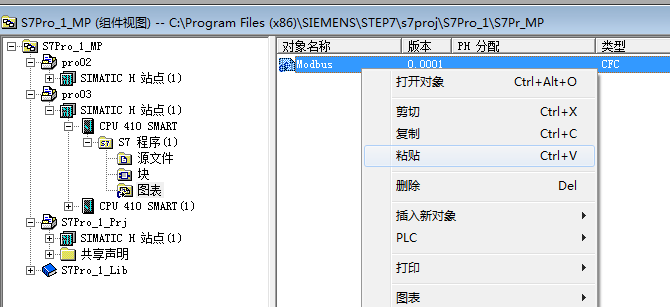 S7Pro_1_MP (组件视图) -- C:\Program Files (x86)\SIEMENS\STEP7\s7proj\S7Pro_1\S7Pr_MP
S7Pro_1_MP
pro02
SIMATIC H 站点(1)
pro03
SIMATIC H 站点(1)
CPU 410 SMART
S7 程序(1)
源文件
块
图表
CPU 410 SMART(1)
S7Pro_1_Prj
SIMATIC H 站点(1)
共享声明
S7Pro_1_Lib
对象名称 版本 PH 分配 类型
Modbus 0.0001 CFC
打开对象 Ctrl+Alt+O
剪切 Ctrl+X
复制 Ctrl+C
粘贴 Ctrl+V
删除 Del
插入新对象
PLC
打印
图表